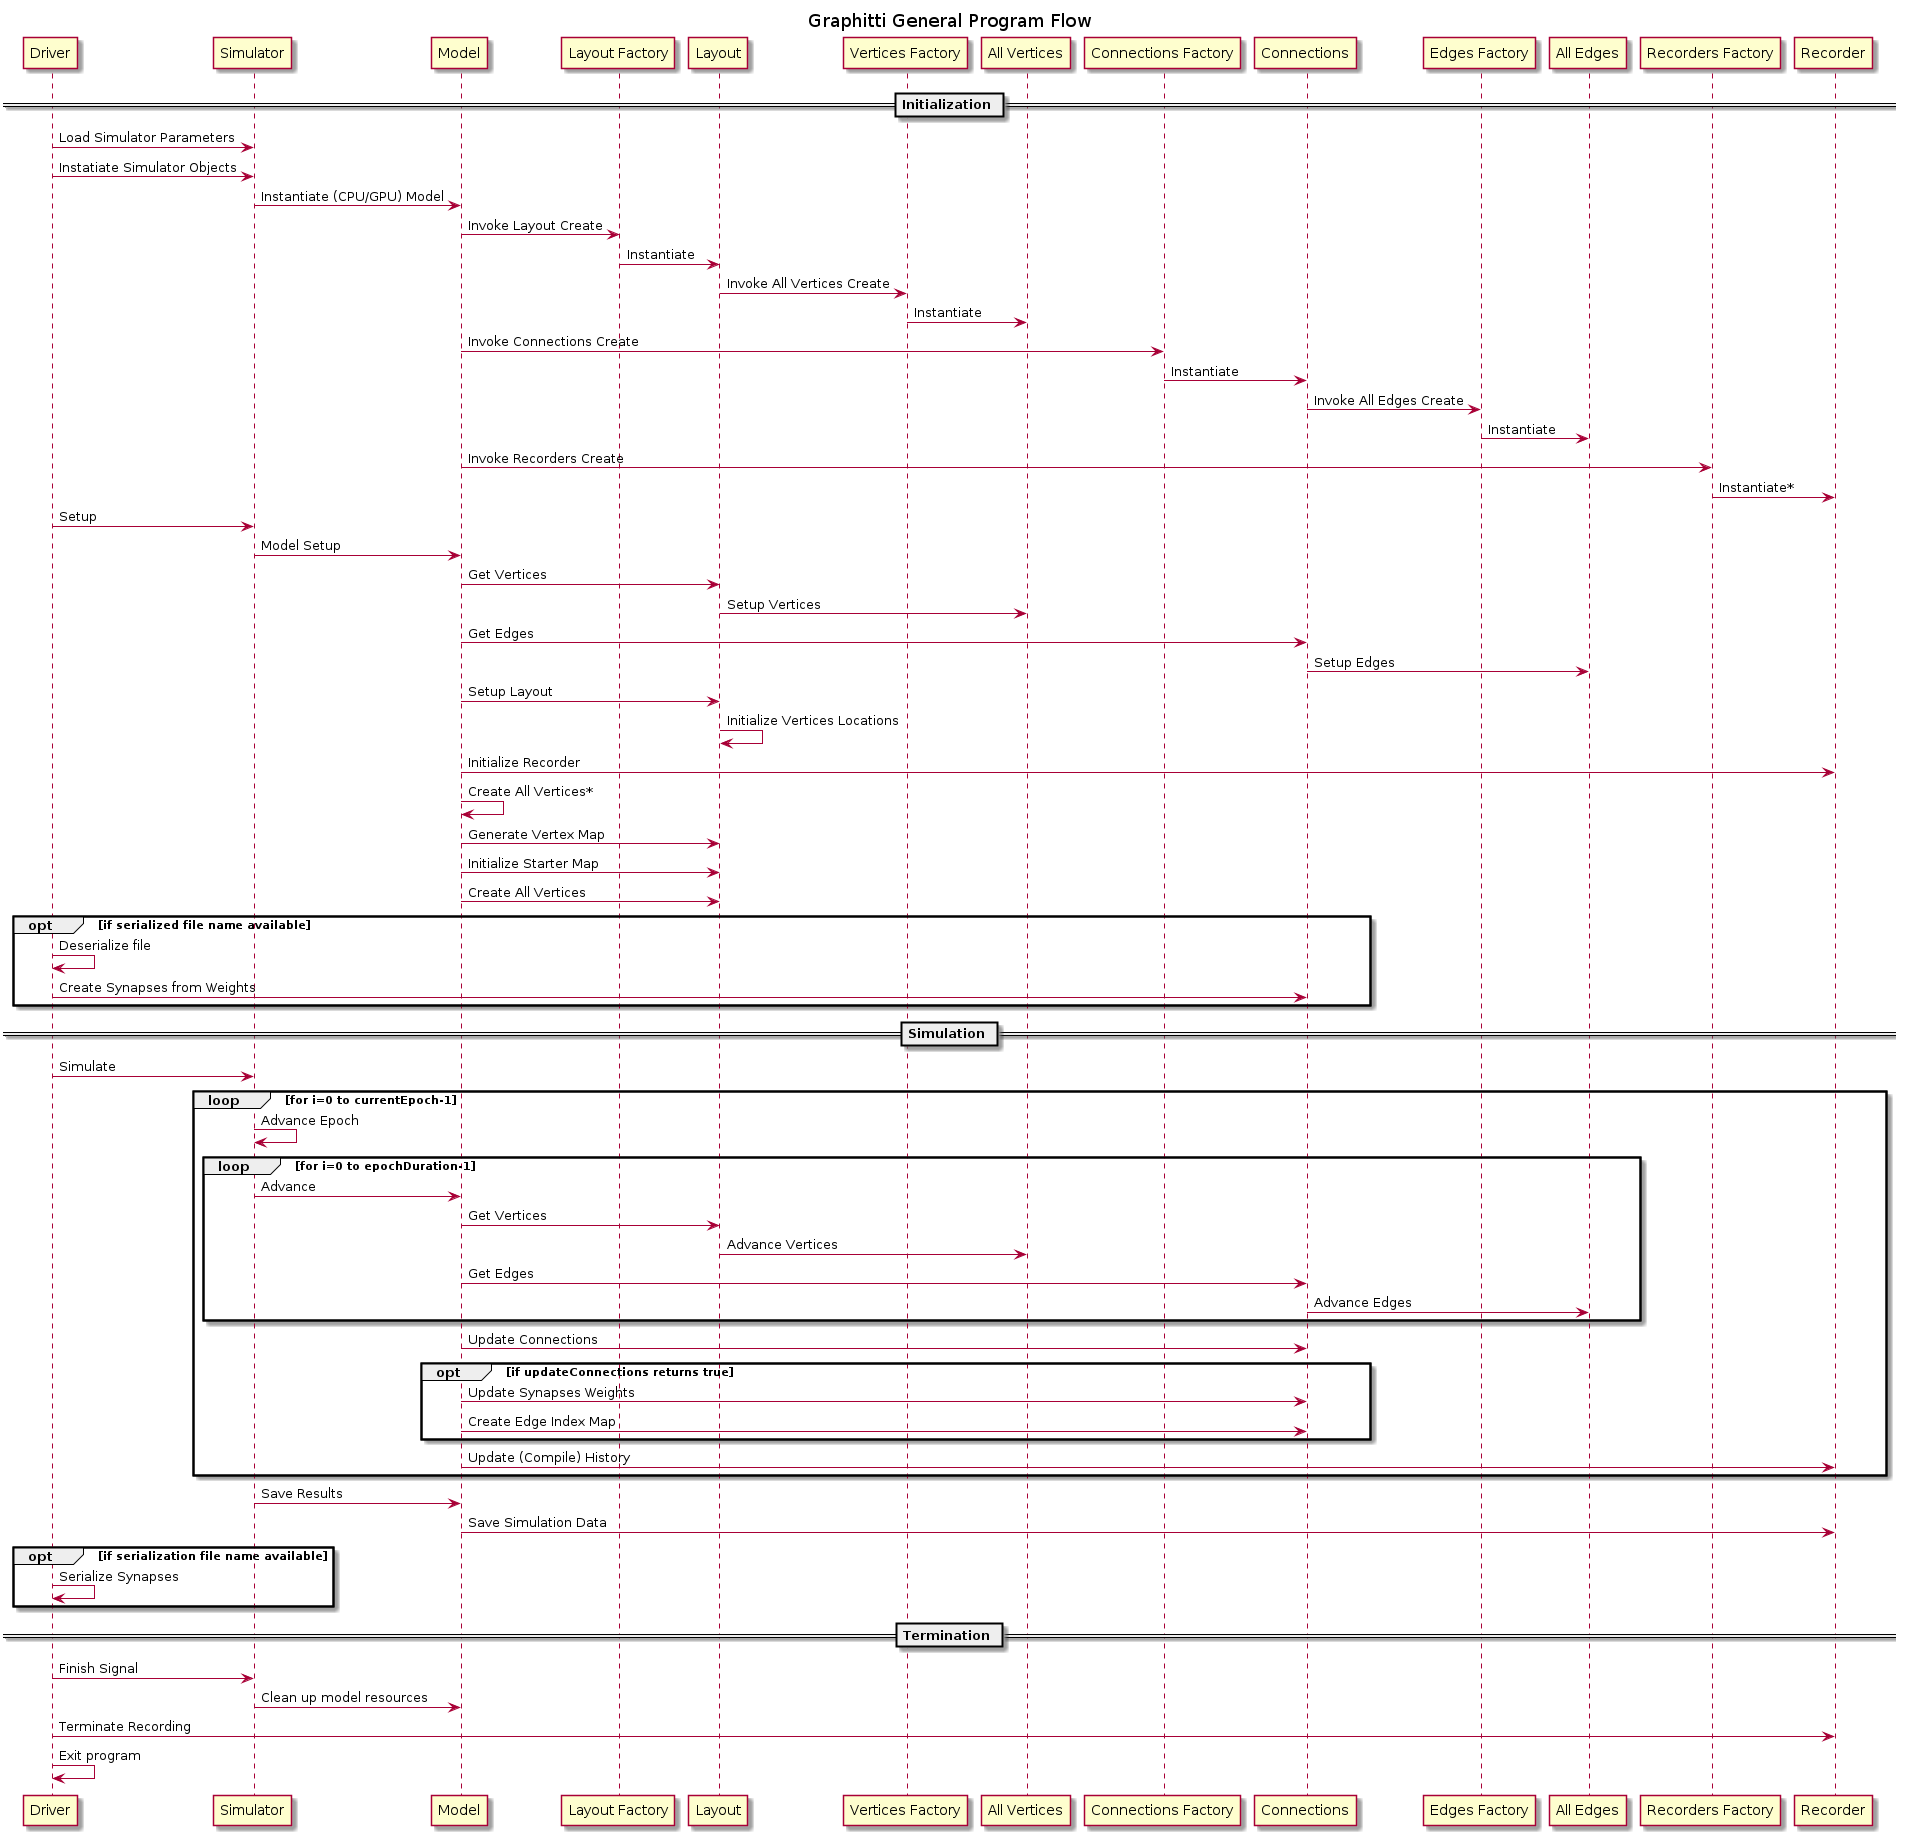 Graphitti General Program Flow
Driver Simulator Model Layout Factory Layout Vertices Factory All Vertices Connections Factory Connections Edges Factory All Edges Recorders Factory Recorder
Initialization
Load Simulator Parameters
Instatiate Simulator Objects
Instantiate (CPU/GPU) Model
Invoke Layout Create
Instantiate
Invoke All Vertices Create
Instantiate
Invoke Connections Create
Instantiate
Invoke All Edges Create
Instantiate
Invoke Recorders Create
Instantiate*
Setup
Model Setup
Get Vertices
Setup Vertices
Get Edges
Setup Edges
Setup Layout
Initialize Vertices Locations
Initialize Recorder
Create All Vertices*
Generate Vertex Map
Initialize Starter Map
Create All Vertices
opt [if serialized file name available]
Deserialize file
Create Synapses from Weights
Simulation
Simulate
loop [for i=0 to currentEpoch-1]
Advance Epoch
loop [for i=0 to epochDuration-1]
Advance
Get Vertices
Advance Vertices
Get Edges
Advance Edges
Update Connections
opt [if updateConnections returns true]
Update Synapses Weights
Create Edge Index Map
Update (Compile) History
Save Results
Save Simulation Data
opt [if serialization file name available]
Serialize Synapses
Termination
Finish Signal
Clean up model resources
Terminate Recording
Exit program
Driver Simulator Model Layout Factory Layout Vertices Factory All Vertices Connections Factory Connections Edges Factory All Edges Recorders Factory Recorder